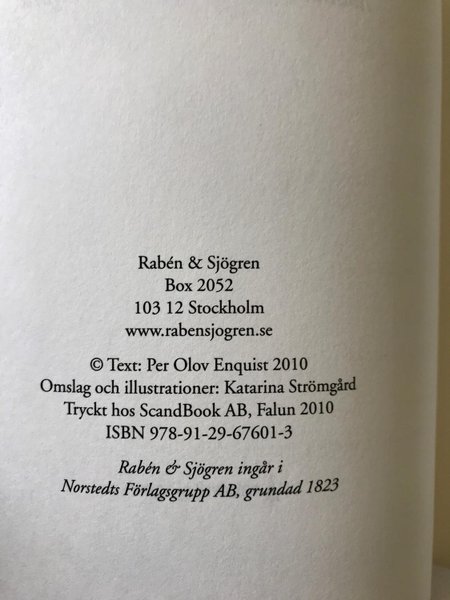 Rabén & Sjögren
Box 2052
103 12 Stockholm
www.rabensjogren.se
© Text: Per Olov Enquist 2010
Omslag och illustrationer: Katarina Strömgård
Tryckt hos ScandBook AB, Falun 2010
ISBN 978-91-29-67601-3
Rabén & Sjögren ingår i
Norstedts Förlagsgrupp AB, grundad 1823